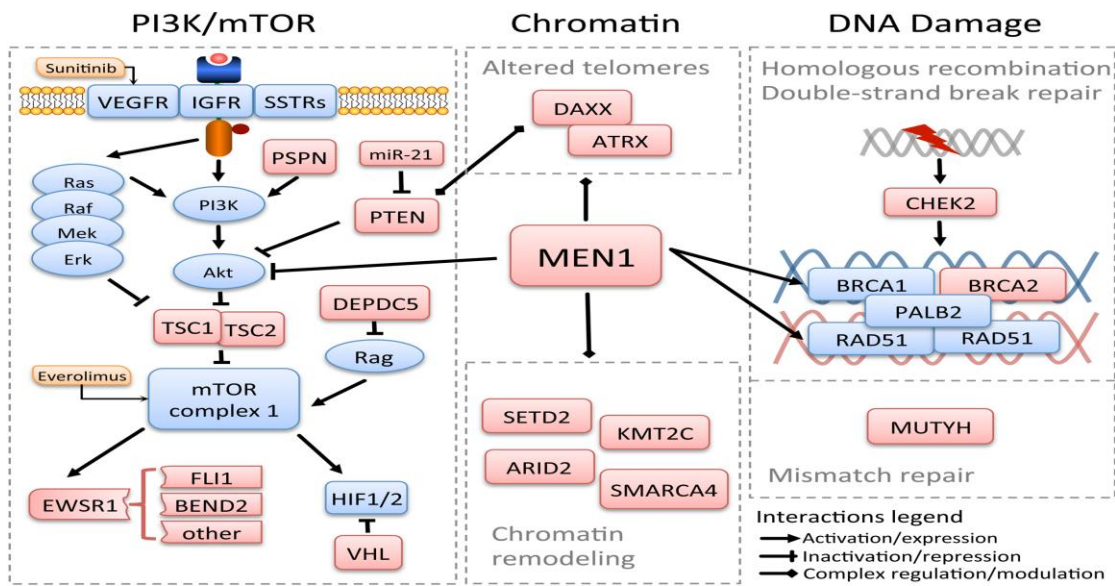 PI3K/mTOR
Sunitinib
VEGFR
IGFR
SSTRs
PSPN
miR-21
Ras
Raf
Mek
Erk
PI3K
PTEN
Akt
TSC1
TSC2
DEPDC5
Rag
Everolimus
mTOR
complex 1
EWSR1
FLI1
BEND2
other
HIF1/2
VHL
Chromatin
Altered telomeres
DAXX
ATRX
MEN1
SETD2
KMT2C
ARID2
SMARCA4
Chromatin
remodeling
DNA Damage
Homologous recombination
Double-strand break repair
CHEK2
BRCA1
BRCA2
PALB2
RAD51
RAD51
MUTYH
Mismatch repair
Interactions legend
Activation/expression
Inactivation/repression
Complex regulation/modulation